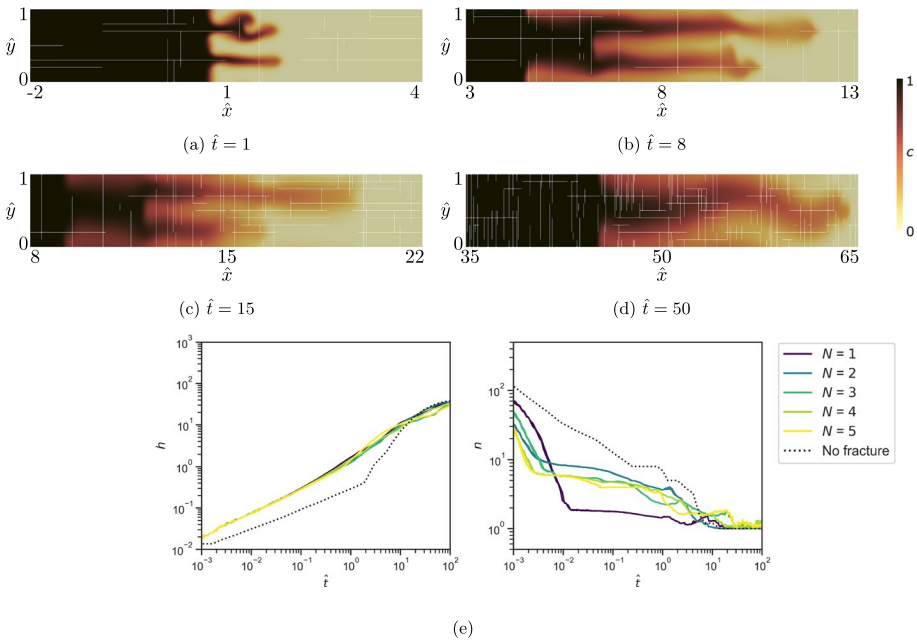 1
ŷ
0
-2 1 4
x̂
(a) t̂ = 1
1
ŷ
0
3 8 13
x̂
(b) t̂ = 8
1
c
0
1
ŷ
0
8 15 22
x̂
(c) t̂ = 15
1
ŷ
0
35 50 65
x̂
(d) t̂ = 50
10³
10²
10¹
10⁰
10⁻¹
10⁻²
h
10⁻³ 10⁻² 10⁻¹ 10⁰ 10¹ 10²
t̂
10²
10¹
10⁰
n
10⁻³ 10⁻² 10⁻¹ 10⁰ 10¹ 10²
t̂
N = 1
N = 2
N = 3
N = 4
N = 5
No fracture
(e)